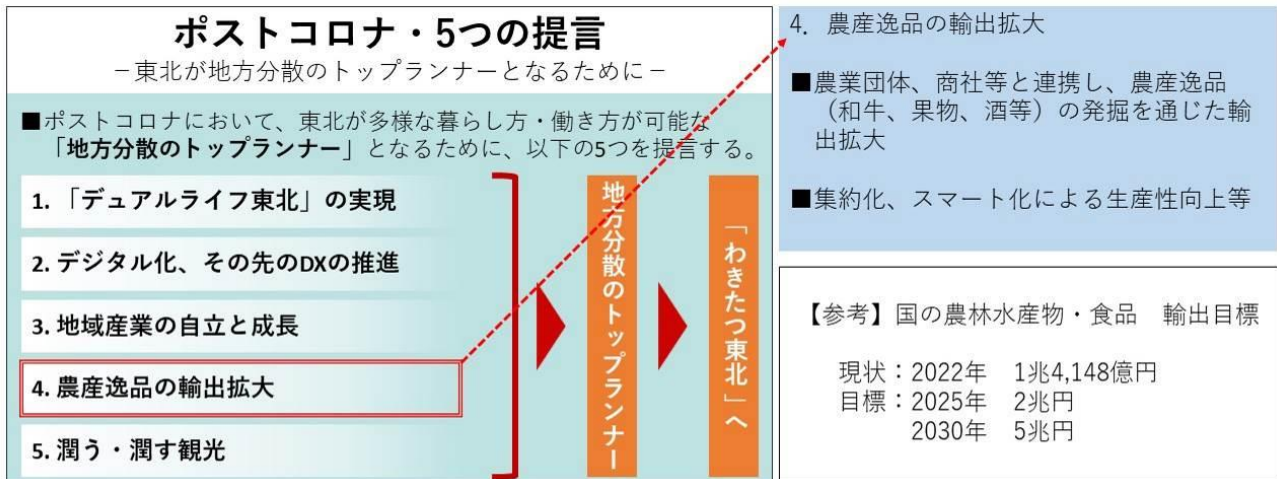 ポストコロナ・5つの提言
－東北が地方分散のトップランナーとなるために－
■ポストコロナにおいて、東北が多様な暮らし方・働き方が可能な
「地方分散のトップランナー」となるために、以下の5つを提言する。
1. 「デュアルライフ東北」の実現
2. デジタル化、その先のDXの推進
3. 地域産業の自立と成長
4. 農産逸品の輸出拡大
5. 潤う・潤す観光
地方分散のトップランナー
「わきたつ東北」へ
4．農産逸品の輸出拡大
■農業団体、商社等と連携し、農産逸品
（和牛、果物、酒等）の発掘を通じた輸
出拡大
■集約化、スマート化による生産性向上等
【参考】国の農林水産物・食品　輸出目標
現状：2022年　1兆4,148億円
目標：2025年　2兆円
2030年　5兆円